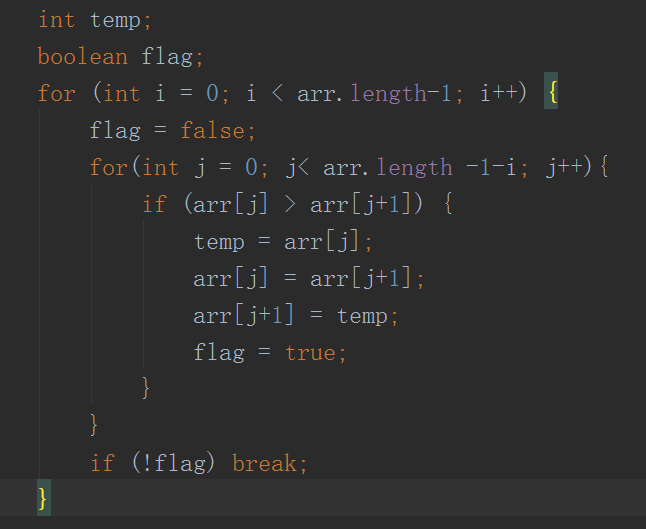 int temp;
boolean flag;
for (int i = 0; i < arr.length-1; i++) {
    flag = false;
    for(int j = 0; j< arr.length -1-i; j++){
        if (arr[j] > arr[j+1]) {
            temp = arr[j];
            arr[j] = arr[j+1];
            arr[j+1] = temp;
            flag = true;
        }
    }
    if (!flag) break;
}